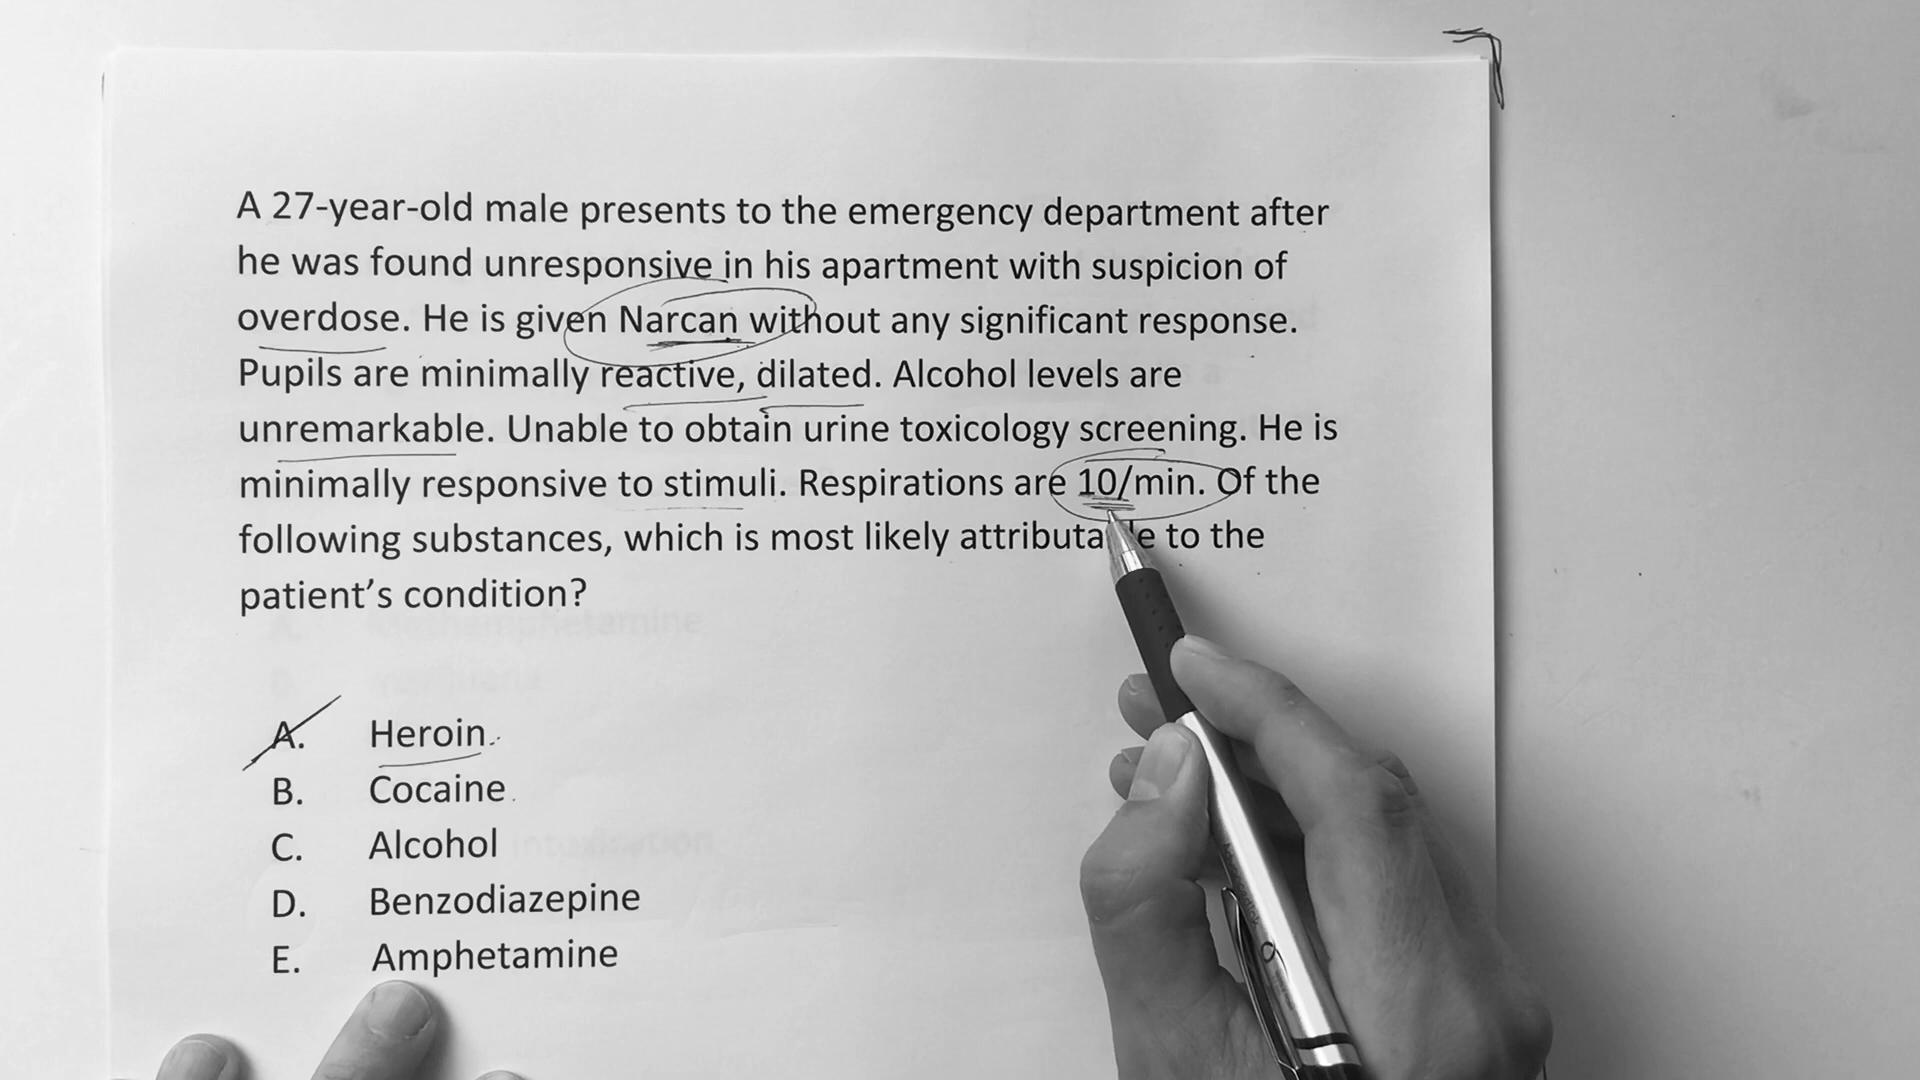 A 27-year-old male presents to the emergency department after
he was found unresponsive in his apartment with suspicion of
overdose. He is given Narcan without any significant response.
Pupils are minimally reactive, dilated. Alcohol levels are
unremarkable. Unable to obtain urine toxicology screening. He is
minimally responsive to stimuli. Respirations are 10/min. Of the
following substances, which is most likely attributable to the
patient's condition?
A. Heroin
B. Cocaine
C. Alcohol
D. Benzodiazepine
E. Amphetamine